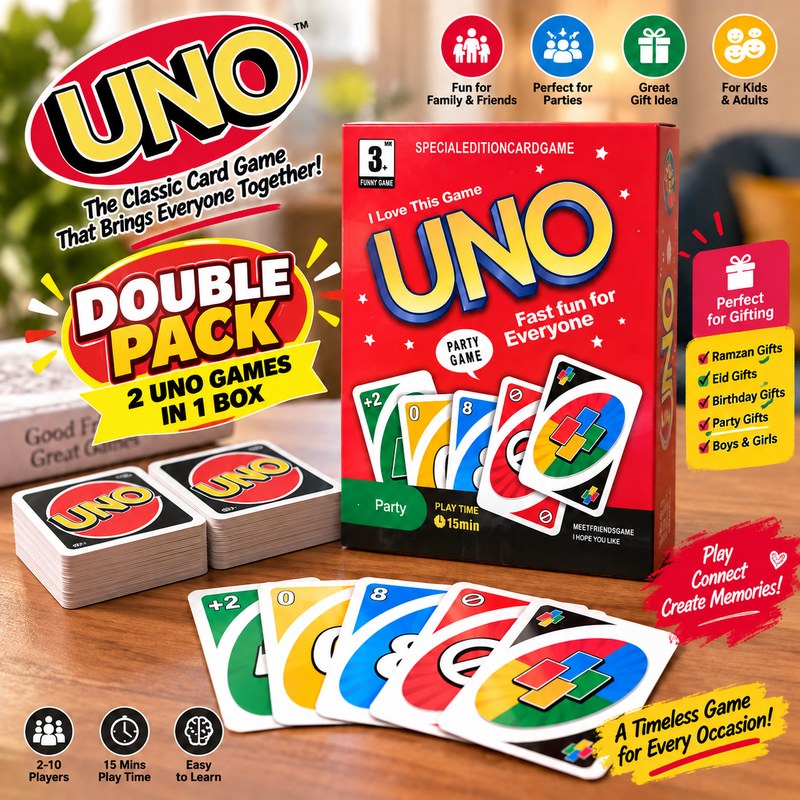 UNO™
The Classic Card Game
That Brings Everyone Together!
DOUBLE
PACK
2 UNO GAMES
IN 1 BOX
Fun for
Family & Friends
Perfect for
Parties
Great
Gift Idea
For Kids
& Adults
3+
FUNNY GAME
SPECIALEDITIONCARDGAME
I Love This Game
UNO
Fast fun for
Everyone
PARTY
GAME
+2
0
8
Party
PLAY TIME
15min
MEETFRIENDSGAME
I HOPE YOU LIKE
UNO
Perfect
for Gifting
Ramzan Gifts
Eid Gifts
Birthday Gifts
Party Gifts
Boys & Girls
Good
Great Games
UNO
UNO
+2
0
8
8
Play
Connect
Create Memories!
A Timeless Game
for Every Occasion!
2-10
Players
15 Mins
Play Time
Easy
to Learn